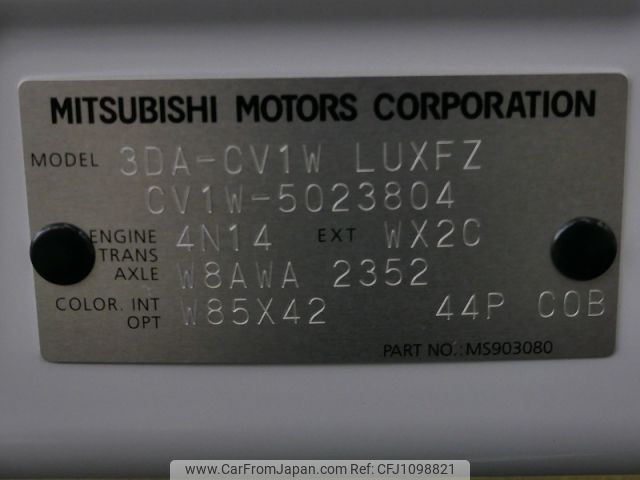 MITSUBISHI MOTORS CORPORATION
MODEL 3DA-CV1W LUXFZ
CV1W-5023804
ENGINE 4N14 EXT WX2C
TRANS
AXLE W8AWA 2352
COLOR. INT W85X42 44P C0B
OPT
PART NO.: MS903080
www.CarFromJapan.com - CFJ1098821